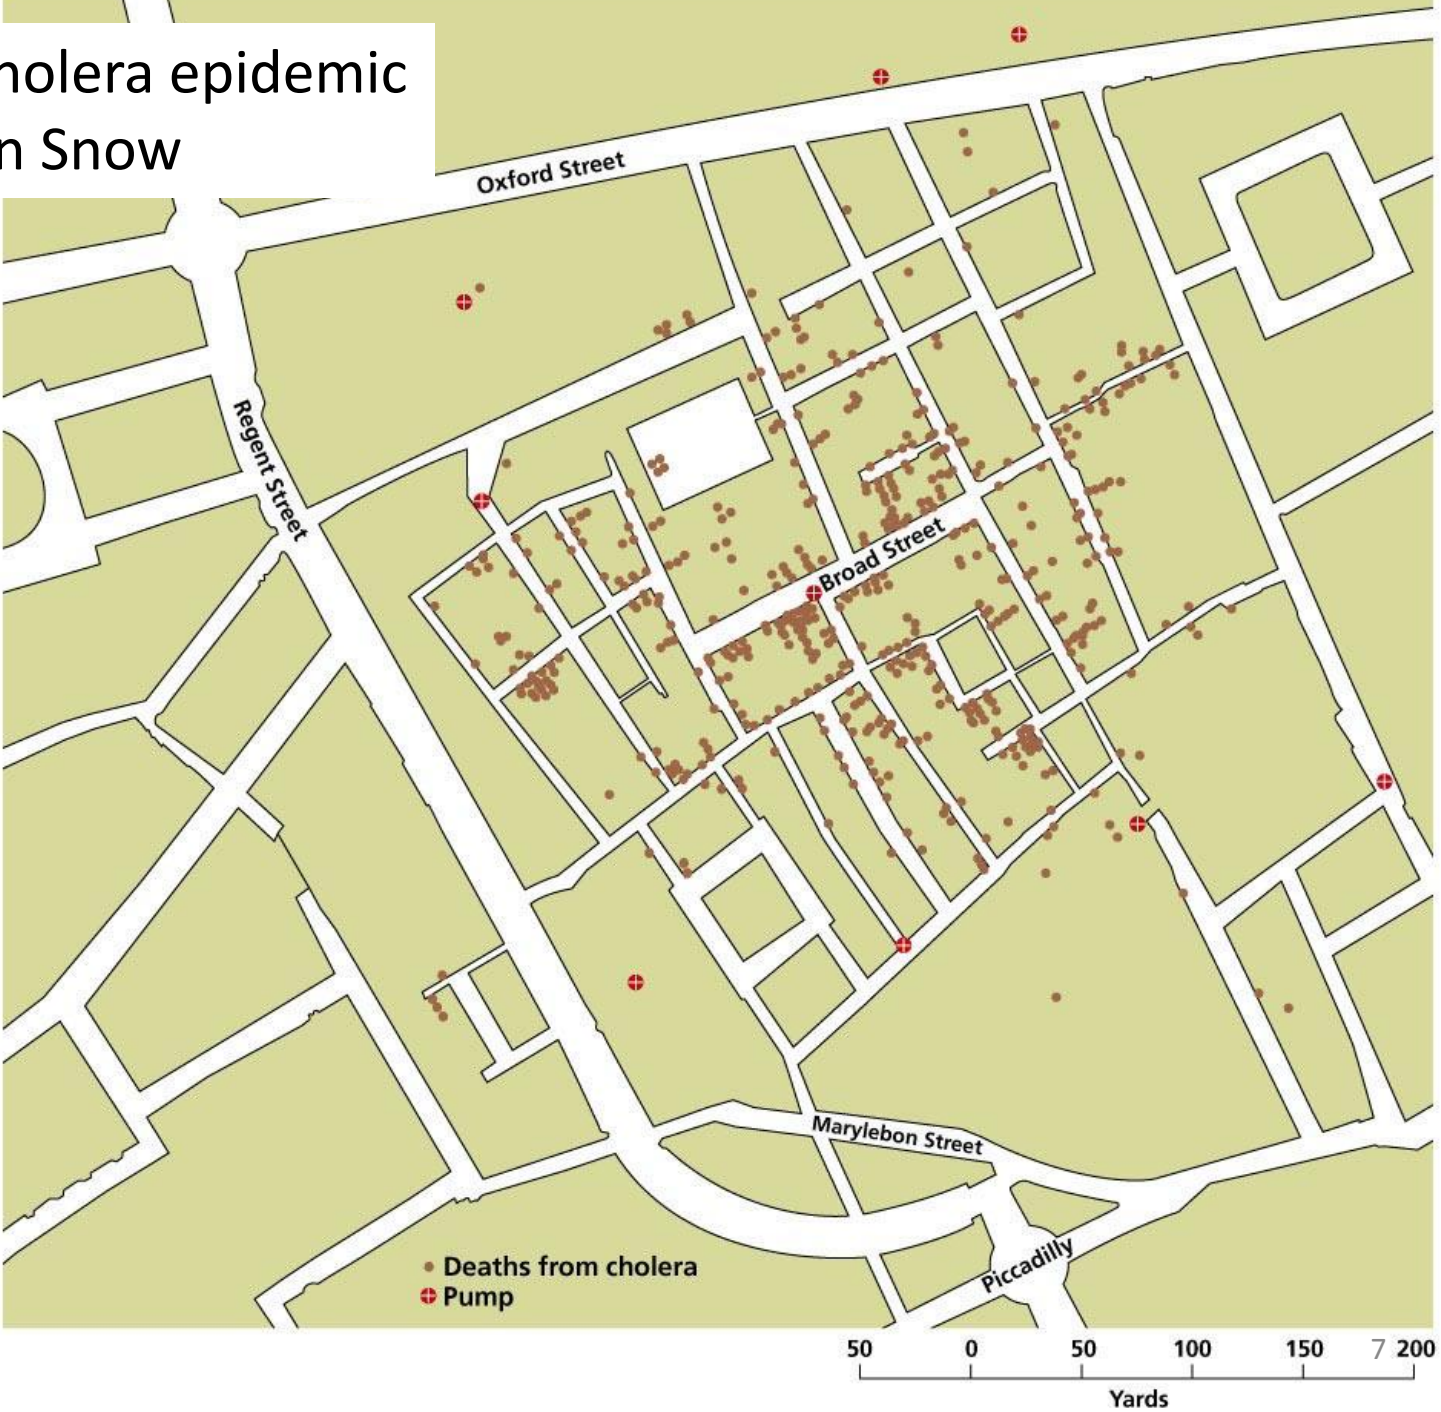 holera epidemic
n Snow
Oxford Street
Regent Street
Broad Street
Marylebon Street
Piccadilly
Deaths from cholera
Pump
50 0 50 100 150 7 200
Yards